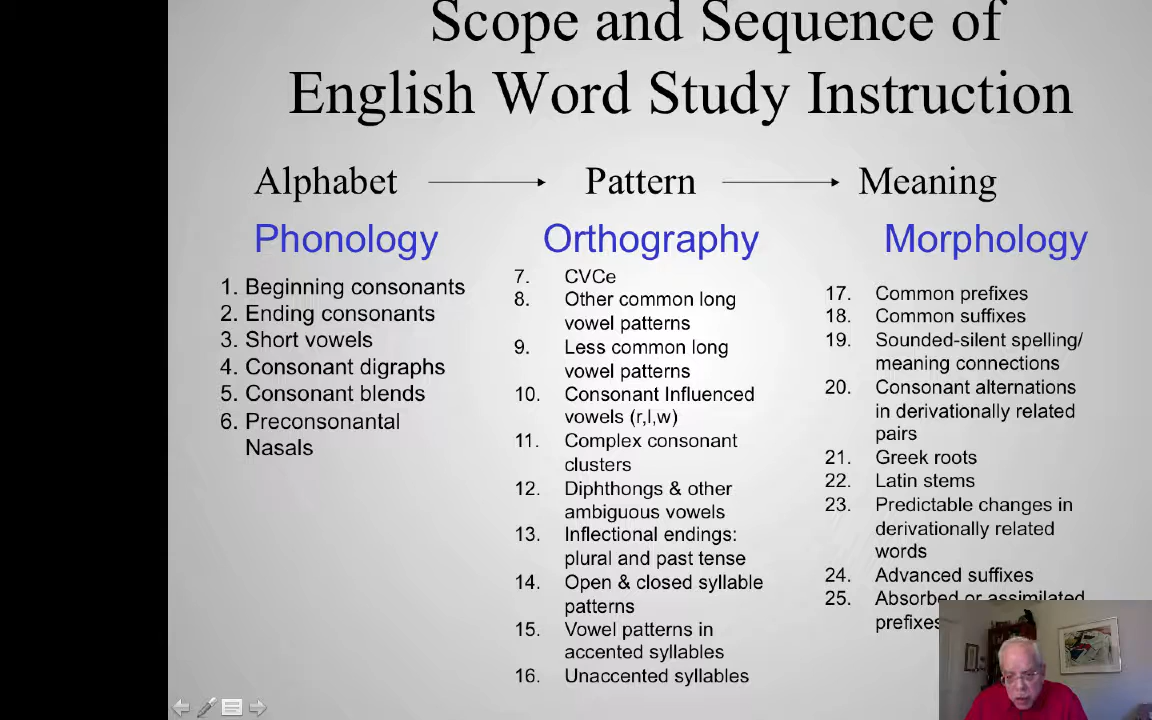 Scope and Sequence of
English Word Study Instruction
Alphabet
Pattern
Meaning
Phonology
Orthography
Morphology
1. Beginning consonants
2. Ending consonants
3. Short vowels
4. Consonant digraphs
5. Consonant blends
6. Preconsonantal
Nasals
7. CVCe
8. Other common long
vowel patterns
9. Less common long
vowel patterns
10. Consonant Influenced
vowels (r,l,w)
11. Complex consonant
clusters
12. Diphthongs & other
ambiguous vowels
13. Inflectional endings:
plural and past tense
14. Open & closed syllable
patterns
15. Vowel patterns in
accented syllables
16. Unaccented syllables
17. Common prefixes
18. Common suffixes
19. Sounded-silent spelling/
meaning connections
20. Consonant alternations
in derivationally related
pairs
21. Greek roots
22. Latin stems
23. Predictable changes in
derivationally related
words
24. Advanced suffixes
25. Absorbed or assimilated
prefixes